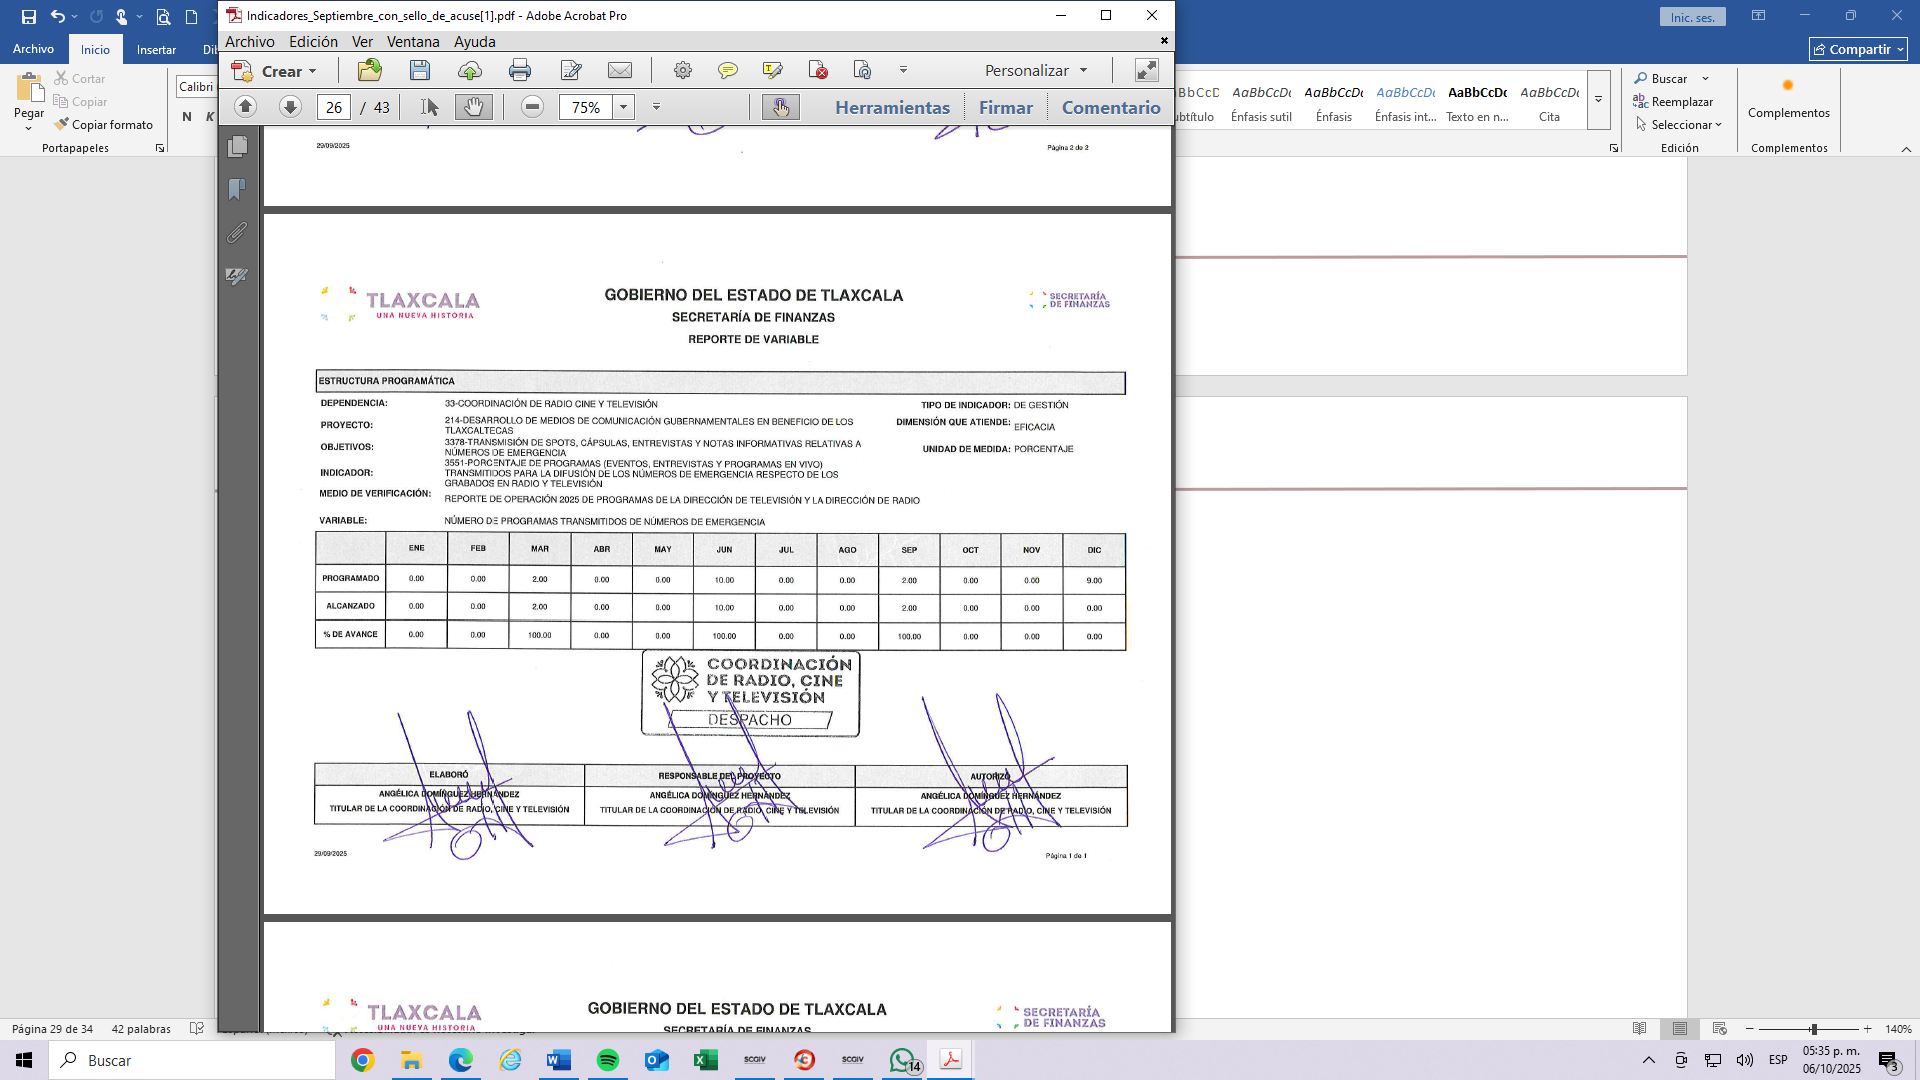 Indicadores_Septiembre_con_sello_de_acuse[1].pdf - Adobe Acrobat Pro
Inic. ses.
Archivo Inicio Insertar
Compartir
Archivo Edición Ver Ventana Ayuda
Pegar
Cortar
Copiar
Copiar formato
Portapapeles
Calibri
N K
Crear
Personalizar
26 / 43
75%
Herramientas Firmar Comentario
Énfasis sutil
Énfasis
Énfasis int...
Texto en n...
Cita
Buscar
Reemplazar
Seleccionar
Edición
Complementos
Complementos
29/09/2025
Página 2 de 2
TLAXCALA
UNA NUEVA HISTORIA
GOBIERNO DEL ESTADO DE TLAXCALA
SECRETARÍA DE FINANZAS
REPORTE DE VARIABLE
SECRETARÍA
DE FINANZAS
ESTRUCTURA PROGRAMÁTICA
DEPENDENCIA: 33-COORDINACIÓN DE RADIO CINE Y TELEVISIÓN
TIPO DE INDICADOR: DE GESTIÓN
PROYECTO: 214-DESARROLLO DE MEDIOS DE COMUNICACIÓN GUBERNAMENTALES EN BENEFICIO DE LOS
TLAXCALTECAS
DIMENSIÓN QUE ATIENDE: EFICACIA
OBJETIVOS: 3378-TRANSMISIÓN DE SPOTS, CÁPSULAS, ENTREVISTAS Y NOTAS INFORMATIVAS RELATIVAS A
NÚMEROS DE EMERGENCIA
UNIDAD DE MEDIDA: PORCENTAJE
INDICADOR: 3551-PORCENTAJE DE PROGRAMAS (EVENTOS, ENTREVISTAS Y PROGRAMAS EN VIVO)
TRANSMITIDOS PARA LA DIFUSIÓN DE LOS NÚMEROS DE EMERGENCIA RESPECTO DE LOS
GRABADOS EN RADIO Y TELEVISIÓN
MEDIO DE VERIFICACIÓN: REPORTE DE OPERACIÓN 2025 DE PROGRAMAS DE LA DIRECCIÓN DE TELEVISIÓN Y LA DIRECCIÓN DE RADIO
VARIABLE: NÚMERO DE PROGRAMAS TRANSMITIDOS DE NÚMEROS DE EMERGENCIA
ENE FEB MAR ABR MAY JUN JUL AGO SEP OCT NOV DIC
PROGRAMADO 0.00 0.00 2.00 0.00 0.00 10.00 0.00 0.00 2.00 0.00 0.00 9.00
ALCANZADO 0.00 0.00 2.00 0.00 0.00 10.00 0.00 0.00 2.00 0.00 0.00 0.00
% DE AVANCE 0.00 0.00 100.00 0.00 0.00 100.00 0.00 0.00 100.00 0.00 0.00 0.00
COORDINACIÓN
DE RADIO, CINE
Y TELEVISIÓN
DESPACHO
ELABORÓ RESPONSABLE DEL PROYECTO AUTORIZÓ
ANGÉLICA DOMÍNGUEZ HERNÁNDEZ ANGÉLICA DOMÍNGUEZ HERNÁNDEZ ANGÉLICA DOMÍNGUEZ HERNÁNDEZ
TITULAR DE LA COORDINACIÓN DE RADIO, CINE Y TELEVISIÓN TITULAR DE LA COORDINACIÓN DE RADIO, CINE Y TELEVISIÓN TITULAR DE LA COORDINACIÓN DE RADIO, CINE Y TELEVISIÓN
29/09/2025
Página 1 de 1
TLAXCALA
UNA NUEVA HISTORIA
GOBIERNO DEL ESTADO DE TLAXCALA
SECRETARÍA DE FINANZAS
SECRETARÍA
DE FINANZAS
Página 29 de 34 42 palabras
140%
Buscar
14
ESP
05:35 p. m.
06/10/2025
3